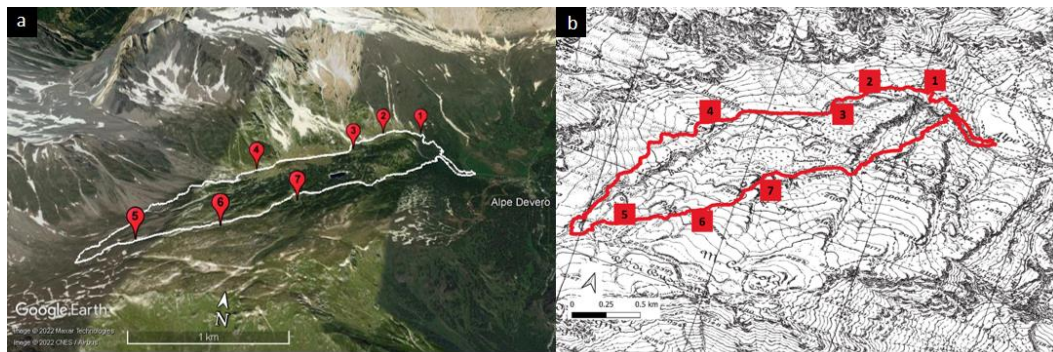 a
1
2
3
4
7
6
5
Alpe Devero
N
Google Earth
Image © 2022 Maxar Technologies
Image © 2022 CNES / Airbus
1 km
b
1
2
3
4
7
5
6
0 0.25 0.5 km